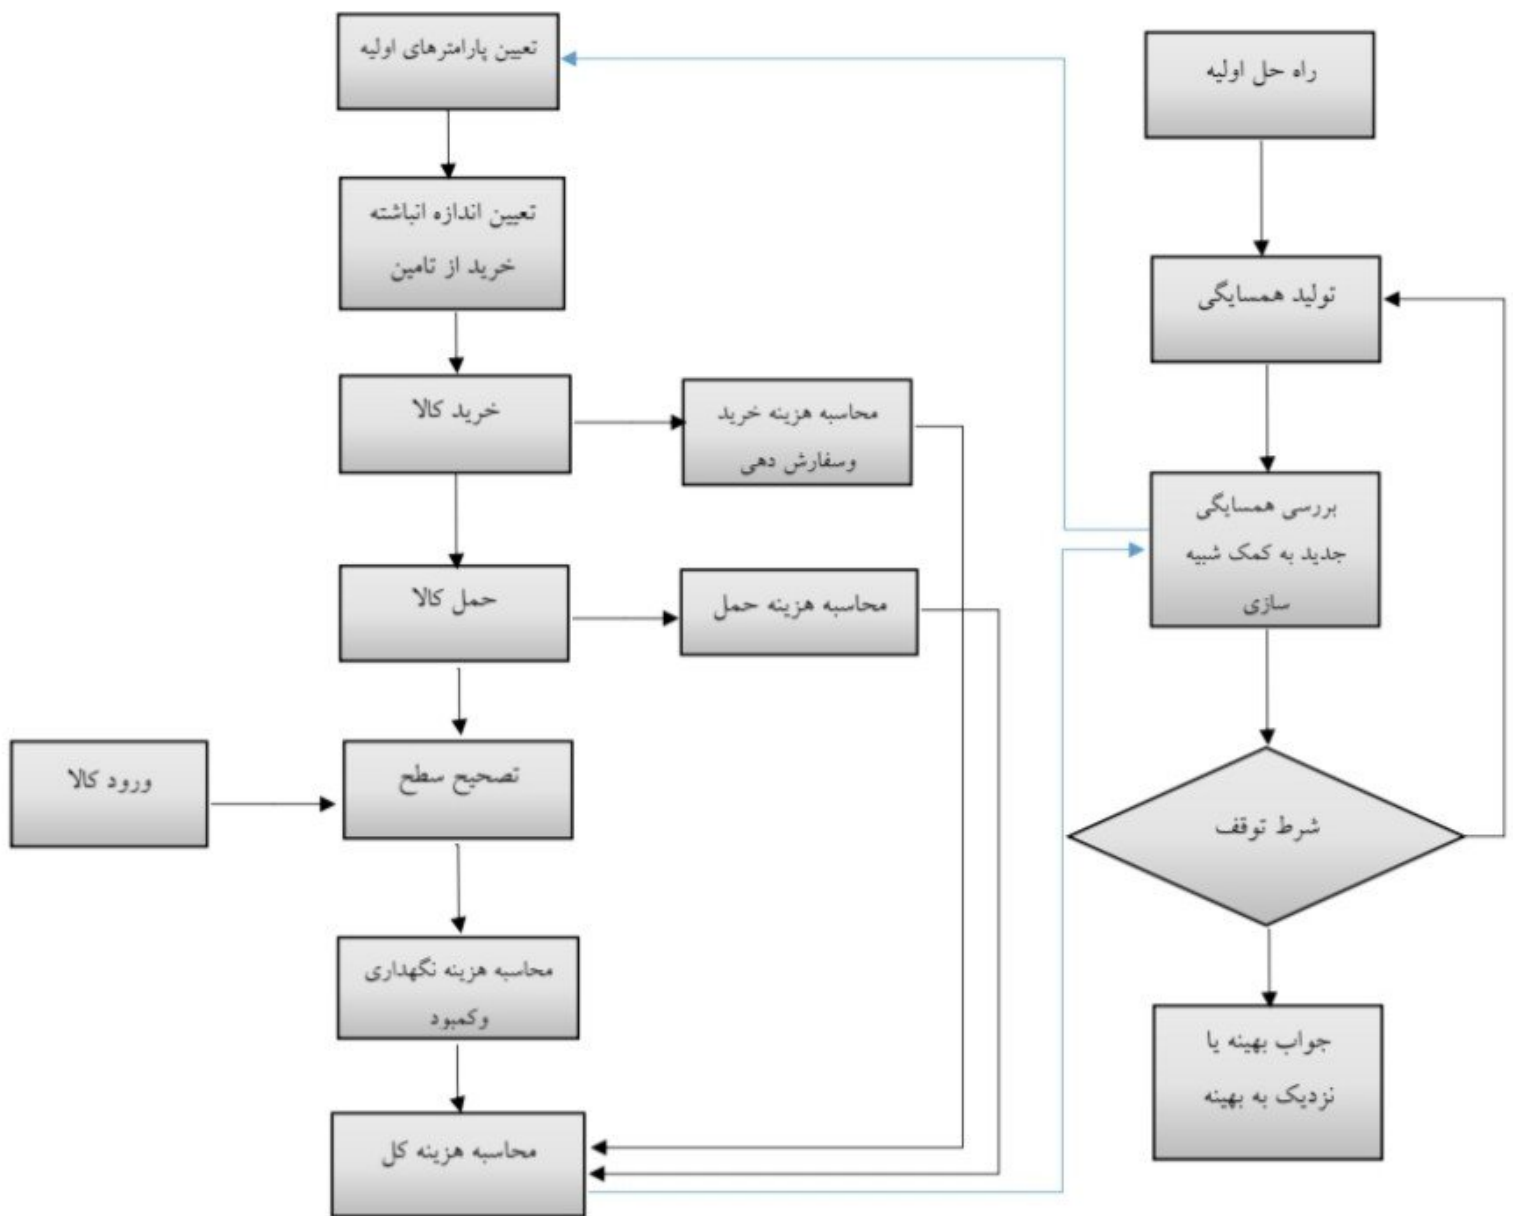 راه حل اولیه
تولید همسایگی
بررسی همسایگی
جدید به کمک شبیه
سازی
شرط توقف
جواب بهینه یا
نزدیک به بهینه
تعیین پارامترهای اولیه
تعیین اندازه انباشته
خرید از تامین
خرید کالا
محاسبه هزینه خرید
وسفارش دهی
حمل کالا
محاسبه هزینه حمل
تصحیح سطح
ورود کالا
محاسبه هزینه نگهداری
وکمبود
محاسبه هزینه کل